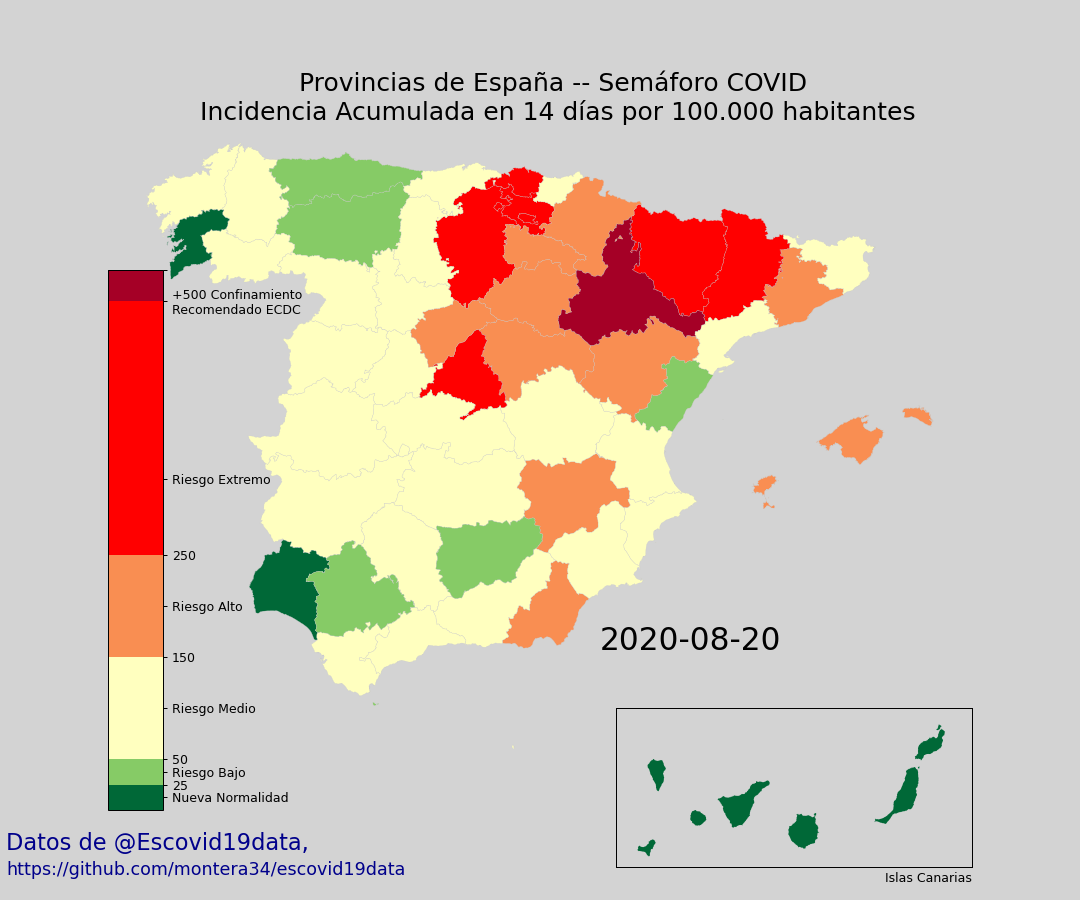 Provincias de España -- Semáforo COVID
Incidencia Acumulada en 14 días por 100.000 habitantes
+500 Confinamiento
Recomendado ECDC
Riesgo Extremo
250
Riesgo Alto
150
Riesgo Medio
50
Riesgo Bajo
25
Nueva Normalidad
2020-08-20
Islas Canarias
Datos de @Escovid19data,
https://github.com/montera34/escovid19data